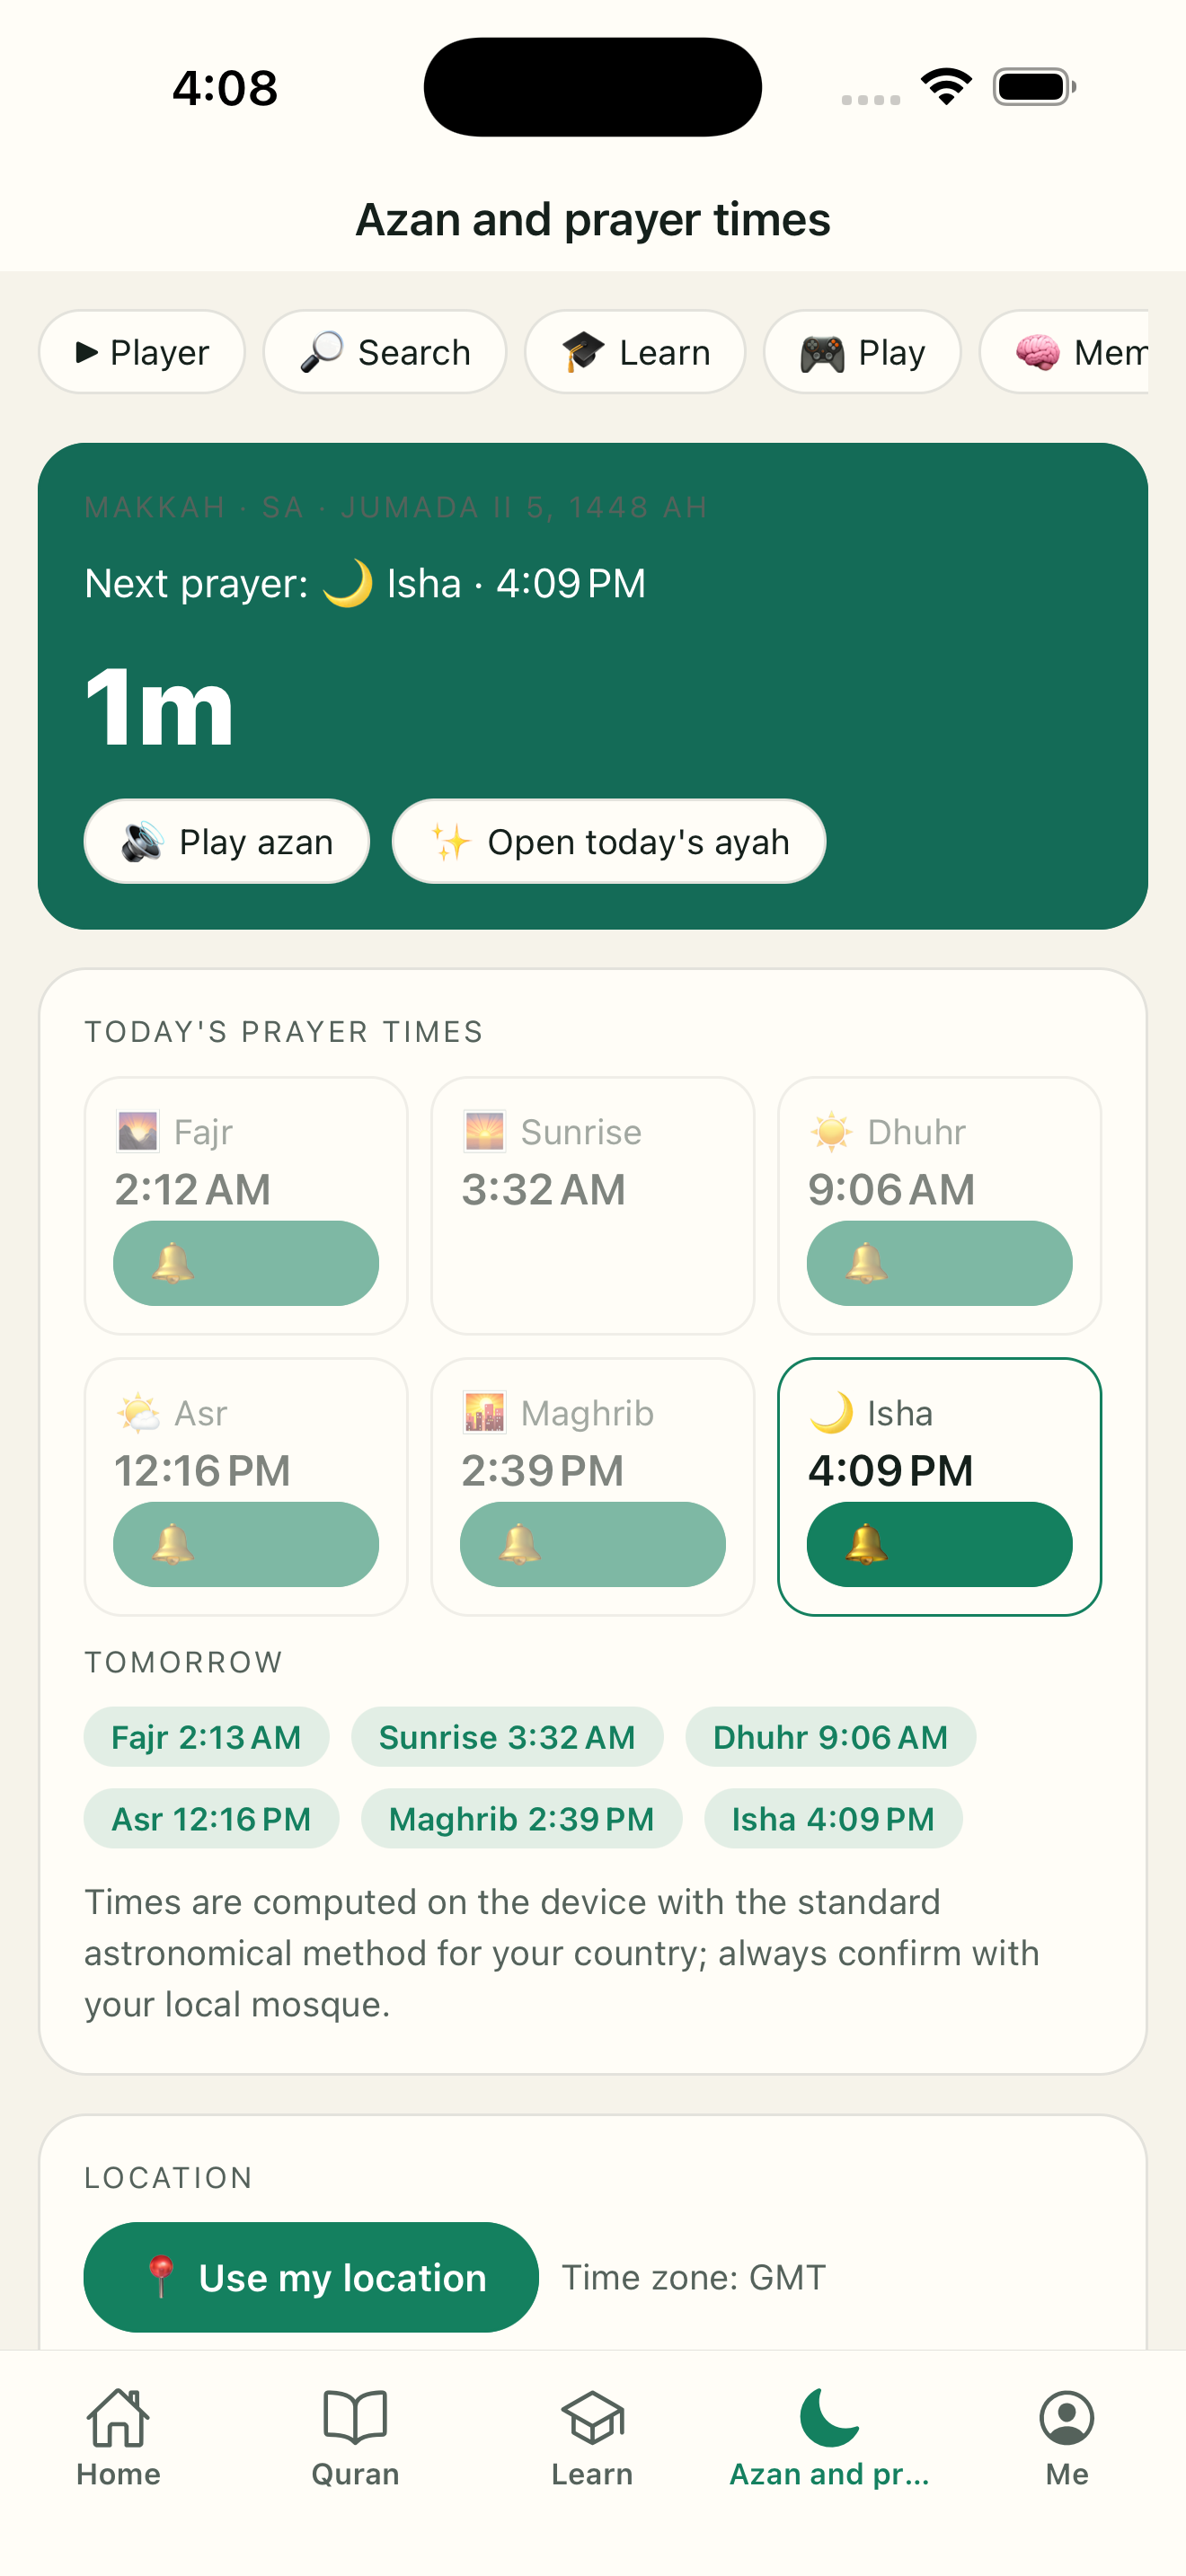 4:08
Azan and prayer times
Player
Search
Learn
Play
Mem
MAKKAH · SA · JUMADA II 5, 1448 AH
Next prayer: 🌙 Isha · 4:09 PM
1m
Play azan
Open today's ayah
TODAY'S PRAYER TIMES
Fajr
2:12 AM
Sunrise
3:32 AM
Dhuhr
9:06 AM
Asr
12:16 PM
Maghrib
2:39 PM
Isha
4:09 PM
TOMORROW
Fajr 2:13 AM
Sunrise 3:32 AM
Dhuhr 9:06 AM
Asr 12:16 PM
Maghrib 2:39 PM
Isha 4:09 PM
Times are computed on the device with the standard
astronomical method for your country; always confirm with
your local mosque.
LOCATION
Use my location
Time zone: GMT
Home
Quran
Learn
Azan and pr...
Me